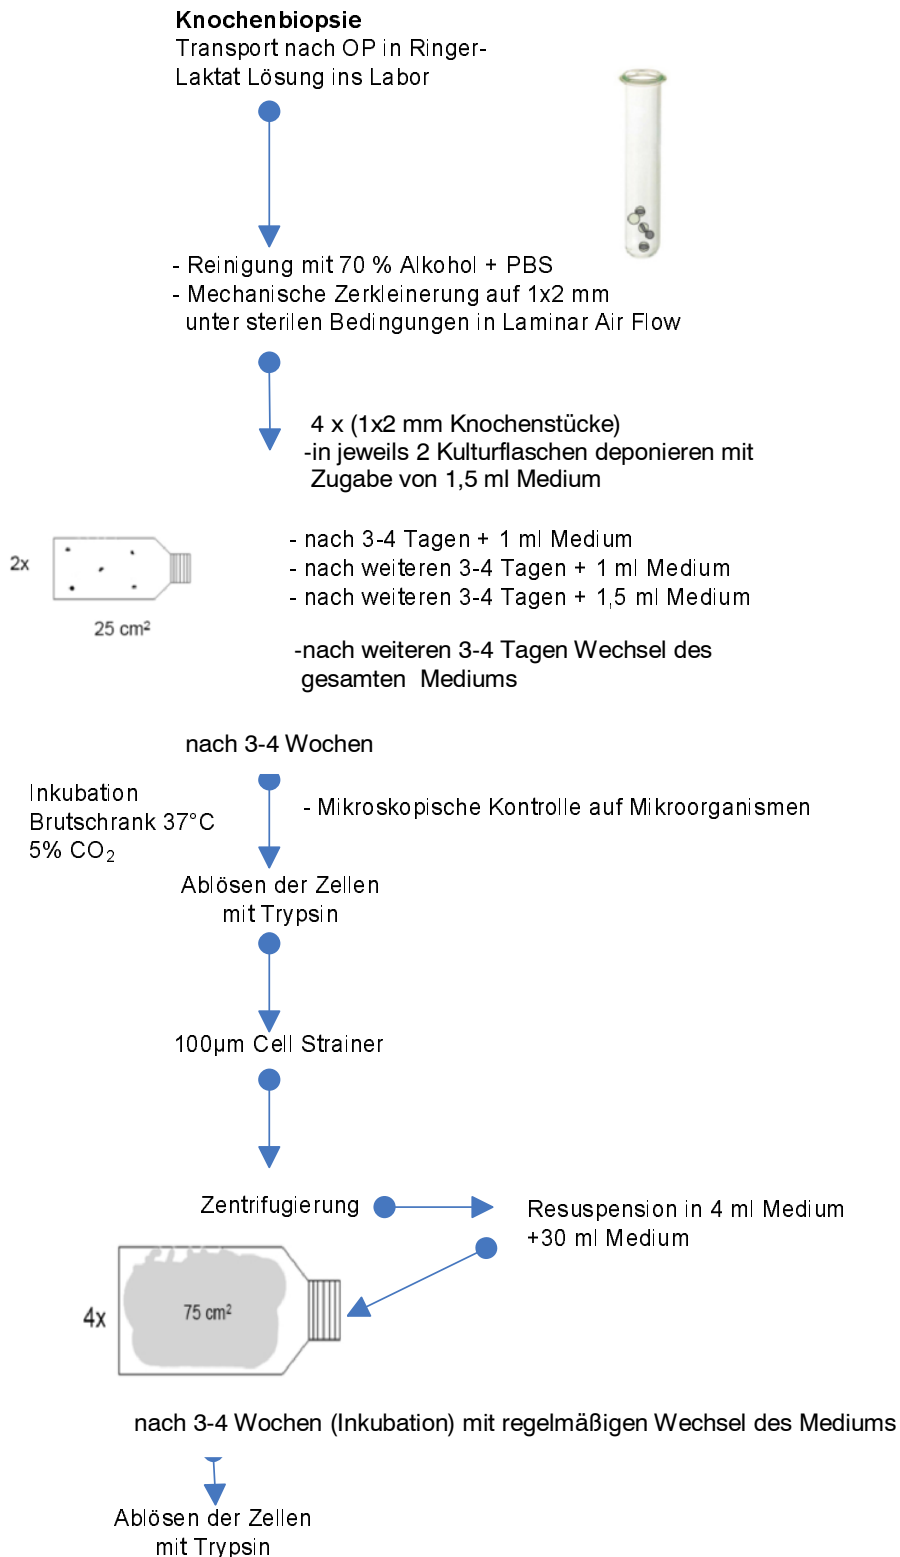 Knochenbiopsie
Transport nach OP in Ringer-
Laktat Lösung ins Labor
- Reinigung mit 70 % Alkohol + PBS
- Mechanische Zerkleinerung auf 1x2 mm
unter sterilen Bedingungen in Laminar Air Flow
4 x (1x2 mm Knochenstücke)
-in jeweils 2 Kulturflaschen deponieren mit
Zugabe von 1,5 ml Medium
2x
25 cm²
- nach 3-4 Tagen + 1 ml Medium
- nach weiteren 3-4 Tagen + 1 ml Medium
- nach weiteren 3-4 Tagen + 1,5 ml Medium
-nach weiteren 3-4 Tagen Wechsel des
gesamten Mediums
nach 3-4 Wochen
Inkubation
Brutschrank 37°C
5% CO₂
- Mikroskopische Kontrolle auf Mikroorganismen
Ablösen der Zellen
mit Trypsin
100µm Cell Strainer
Zentrifugierung
Resuspension in 4 ml Medium
+30 ml Medium
4x
75 cm²
nach 3-4 Wochen (Inkubation) mit regelmäßigen Wechsel des Mediums
Ablösen der Zellen
mit Trypsin